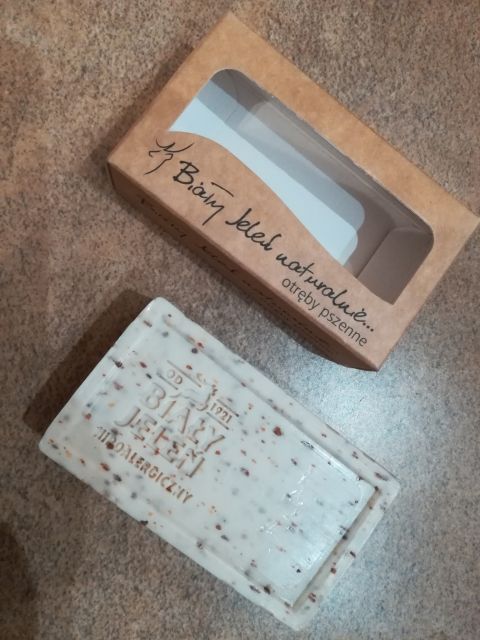 Biały Jeleń naturalnie...
otręby pszenne
OD 1921
BIAŁY
JELEŃ
HIPOALERGICZNY